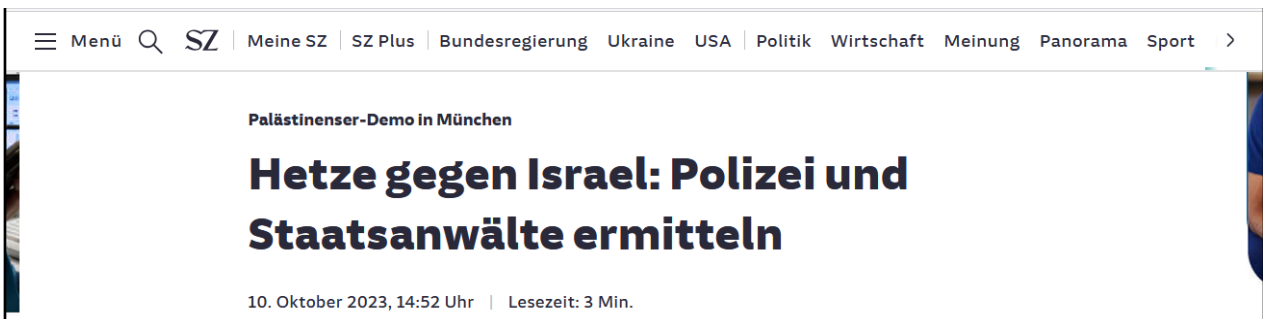 Menü SZ Meine SZ SZ Plus Bundesregierung Ukraine USA Politik Wirtschaft Meinung Panorama Sport
Palästinenser-Demo in München
Hetze gegen Israel: Polizei und
Staatsanwälte ermitteln
10. Oktober 2023, 14:52 Uhr | Lesezeit: 3 Min.